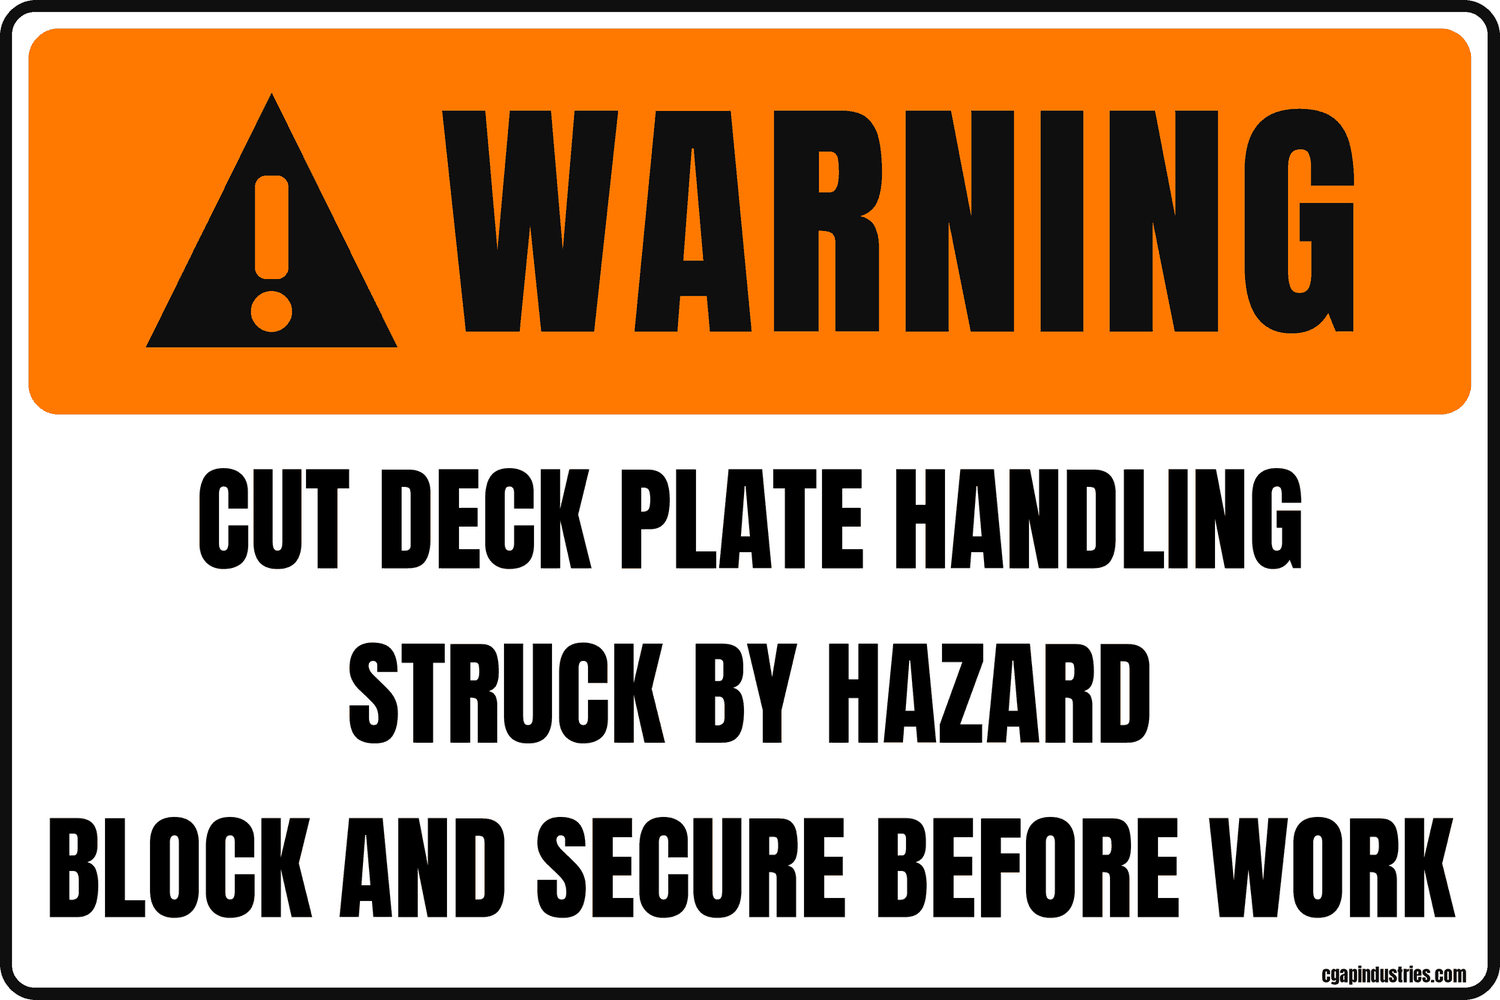 WARNING
CUT DECK PLATE HANDLING
STRUCK BY HAZARD
BLOCK AND SECURE BEFORE WORK
cgapindustries.com